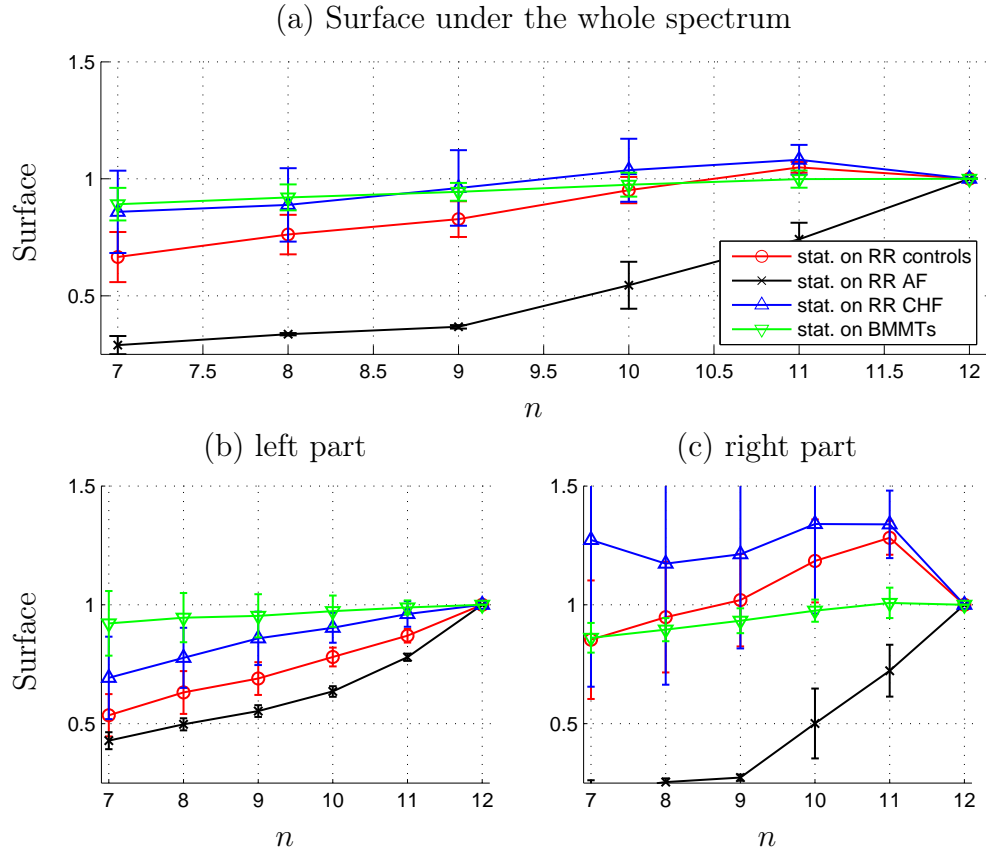 (a) Surface under the whole spectrum
1.5
1
0.5
Surface
7 7.5 8 8.5 9 9.5 10 10.5 11 11.5 12
n
stat. on RR controls
stat. on RR AF
stat. on RR CHF
stat. on BMMTs
(b) left part
1.5
1
0.5
Surface
7 8 9 10 11 12
n
(c) right part
1.5
1
0.5
7 8 9 10 11 12
n